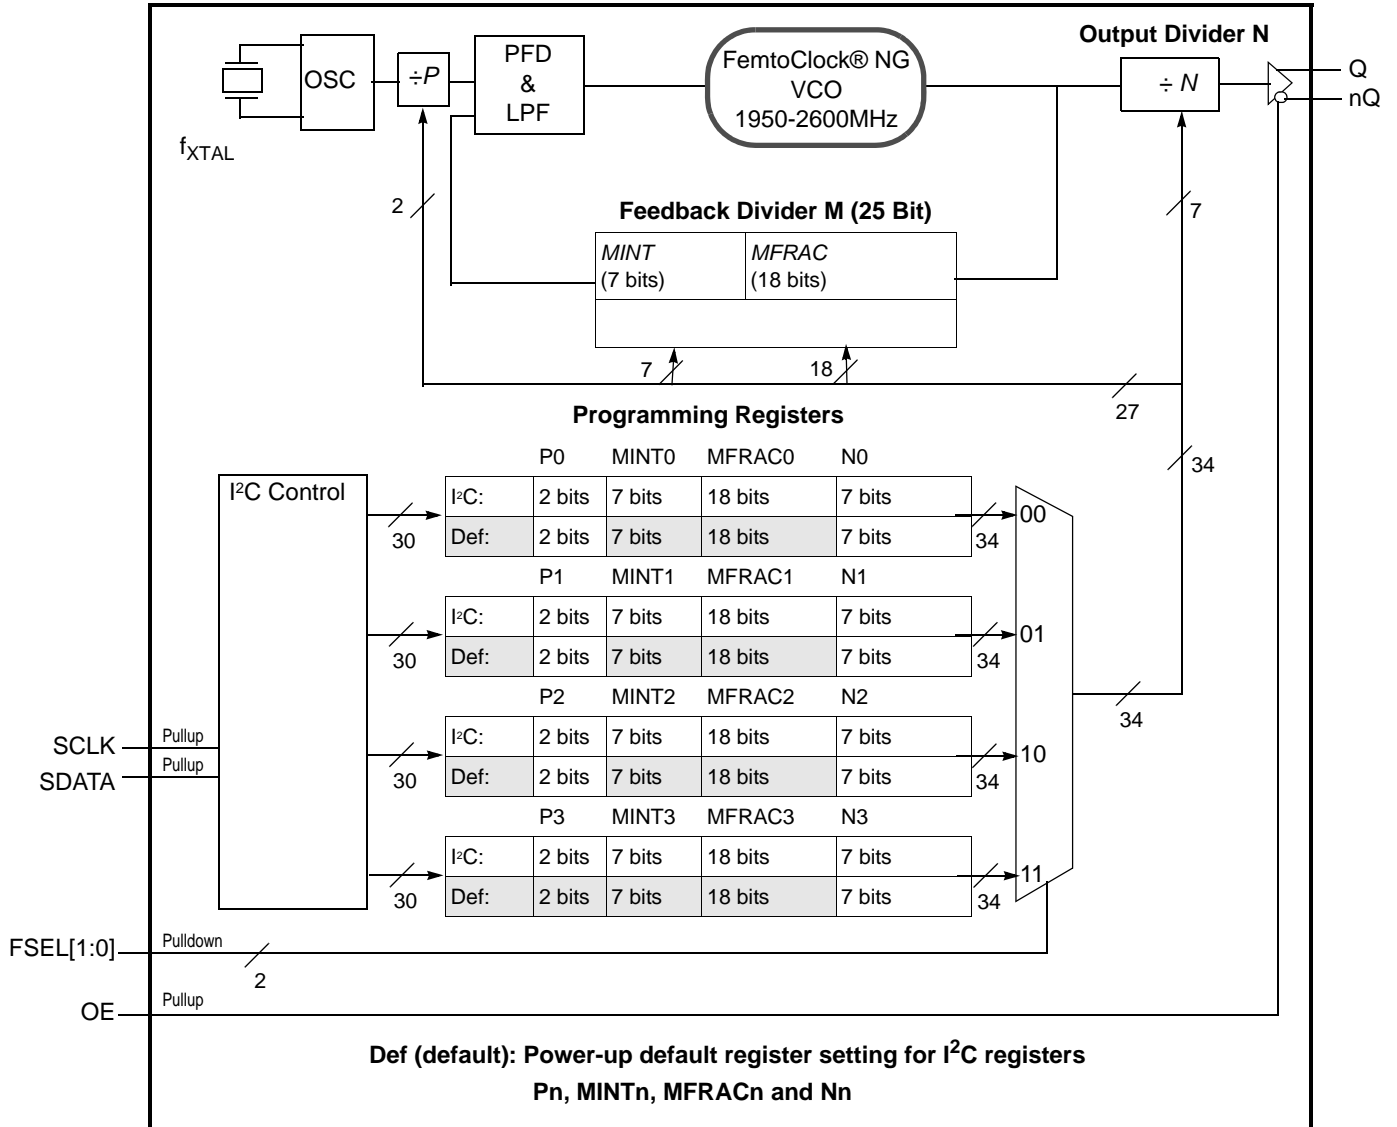 Output Divider N
OSC
÷P
PFD
&
LPF
FemtoClock® NG
VCO
1950-2600MHz
÷ N
Q
nQ
fXTAL
2
7
Feedback Divider M (25 Bit)
MINT
(7 bits)
MFRAC
(18 bits)
7
18
27
Programming Registers
34
P0 MINT0 MFRAC0 N0
I²C Control
I²C: 2 bits 7 bits 18 bits 7 bits
Def: 2 bits 7 bits 18 bits 7 bits
30
34
00
P1 MINT1 MFRAC1 N1
I²C: 2 bits 7 bits 18 bits 7 bits
Def: 2 bits 7 bits 18 bits 7 bits
30
34
01
P2 MINT2 MFRAC2 N2
34
SCLK Pullup
SDATA Pullup
I²C: 2 bits 7 bits 18 bits 7 bits
Def: 2 bits 7 bits 18 bits 7 bits
30
34
10
P3 MINT3 MFRAC3 N3
I²C: 2 bits 7 bits 18 bits 7 bits
Def: 2 bits 7 bits 18 bits 7 bits
30
34
11
FSEL[1:0] Pulldown
2
OE Pullup
Def (default): Power-up default register setting for I²C registers
Pn, MINTn, MFRACn and Nn